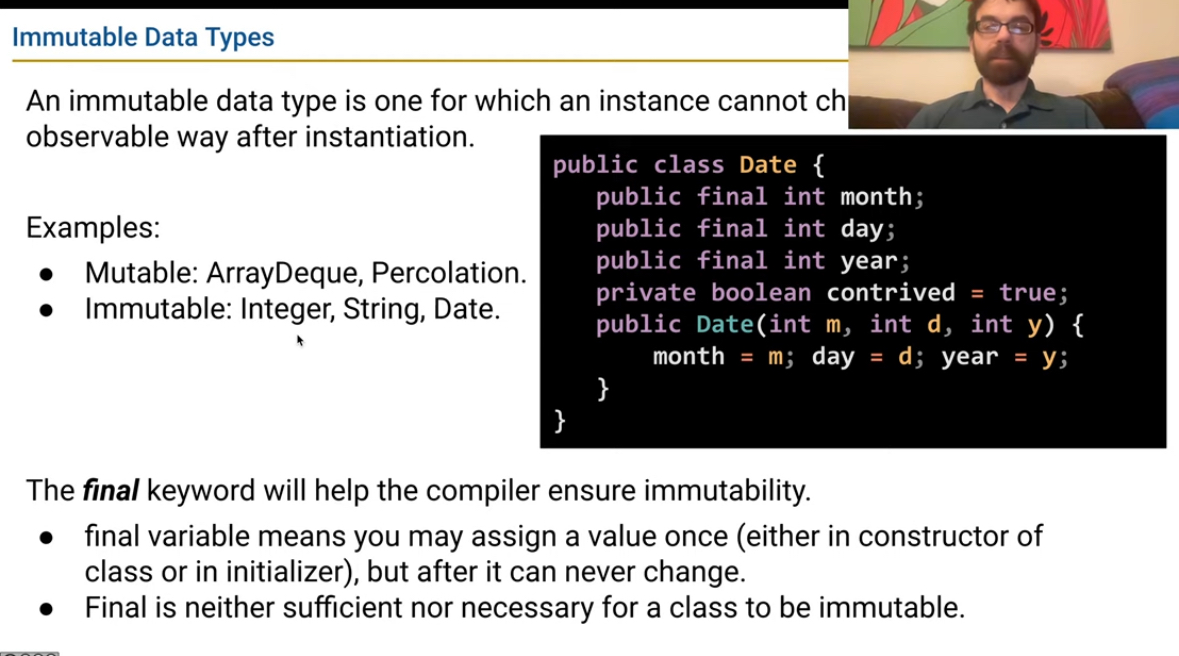 Immutable Data Types
An immutable data type is one for which an instance cannot ch
observable way after instantiation.
Examples:
● Mutable: ArrayDeque, Percolation.
● Immutable: Integer, String, Date.
public class Date {
public final int month;
public final int day;
public final int year;
private boolean contrived = true;
public Date(int m, int d, int y) {
month = m; day = d; year = y;
}
}
The final keyword will help the compiler ensure immutability.
● final variable means you may assign a value once (either in constructor of
class or in initializer), but after it can never change.
● Final is neither sufficient nor necessary for a class to be immutable.